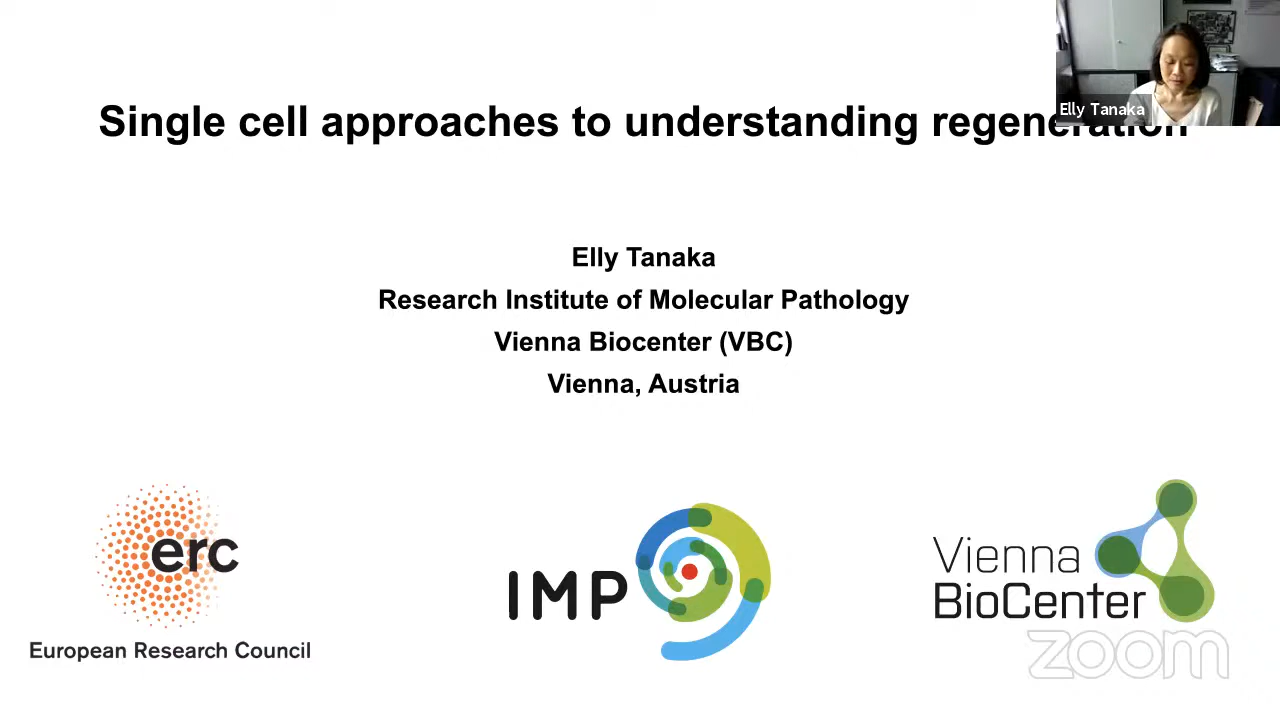 Single cell approaches to understanding regeneration
Elly Tanaka
Elly Tanaka
Research Institute of Molecular Pathology
Vienna Biocenter (VBC)
Vienna, Austria
erc
European Research Council
IMP
Vienna
BioCenter
zoom